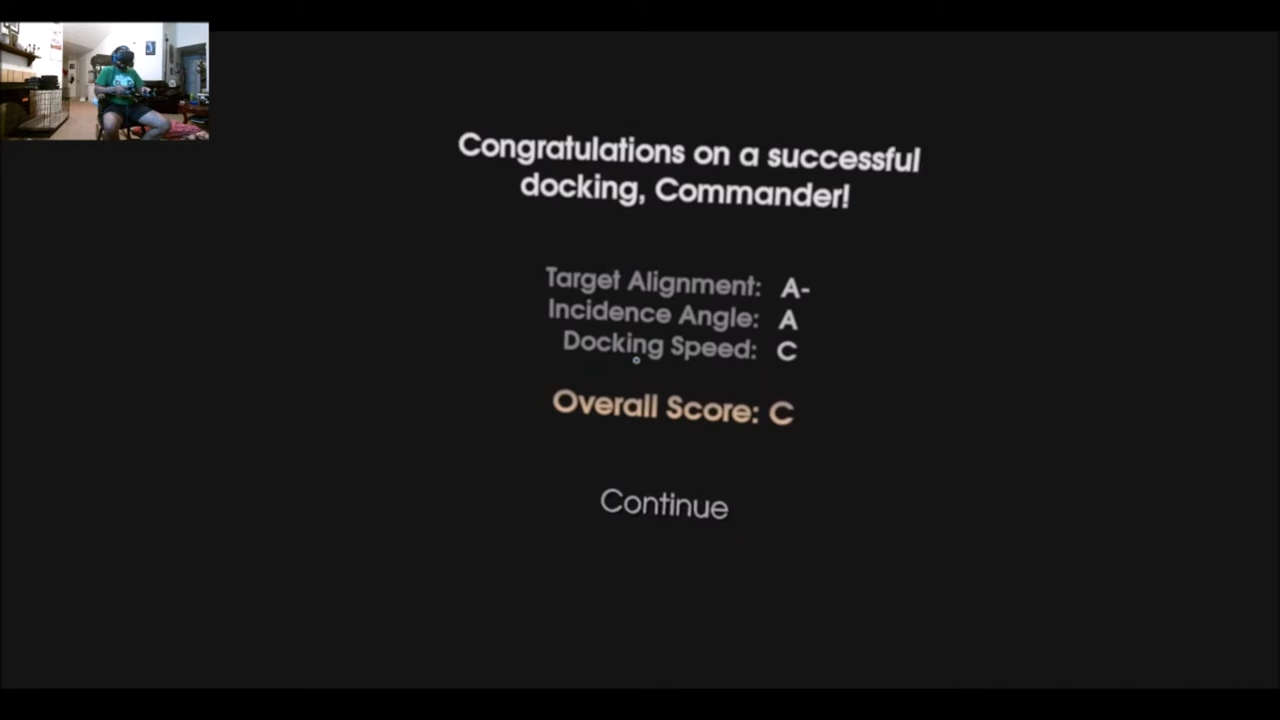 Congratulations on a successful
docking, Commander!
Target Alignment: A-
Incidence Angle: A
Docking Speed: C
Overall Score: C
Continue